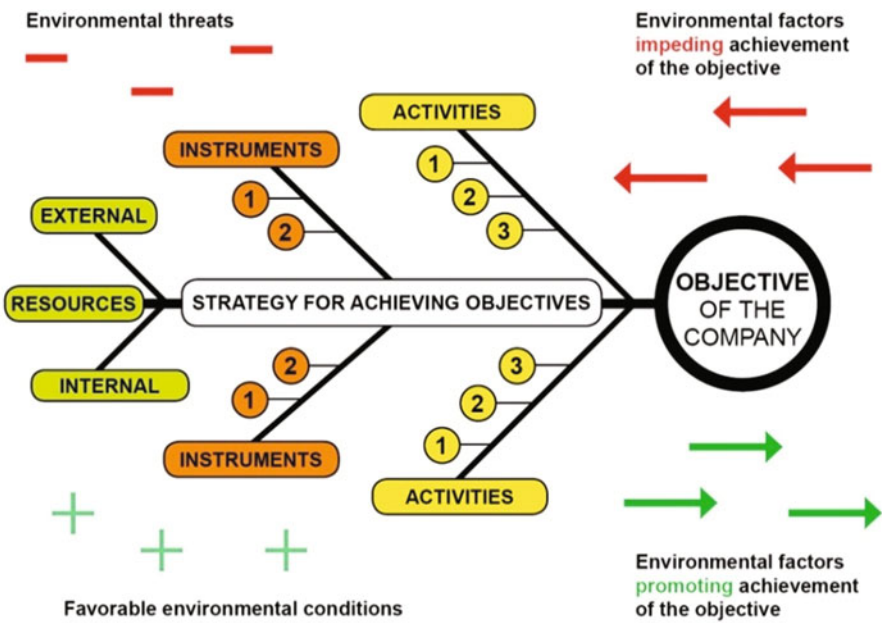 Environmental threats
Environmental factors
impeding achievement
of the objective
ACTIVITIES
INSTRUMENTS
1
1
2
2
3
EXTERNAL
RESOURCES
STRATEGY FOR ACHIEVING OBJECTIVES
OBJECTIVE
OF THE
COMPANY
INTERNAL
2
1
3
2
1
INSTRUMENTS
ACTIVITIES
Environmental factors
promoting achievement
of the objective
Favorable environmental conditions